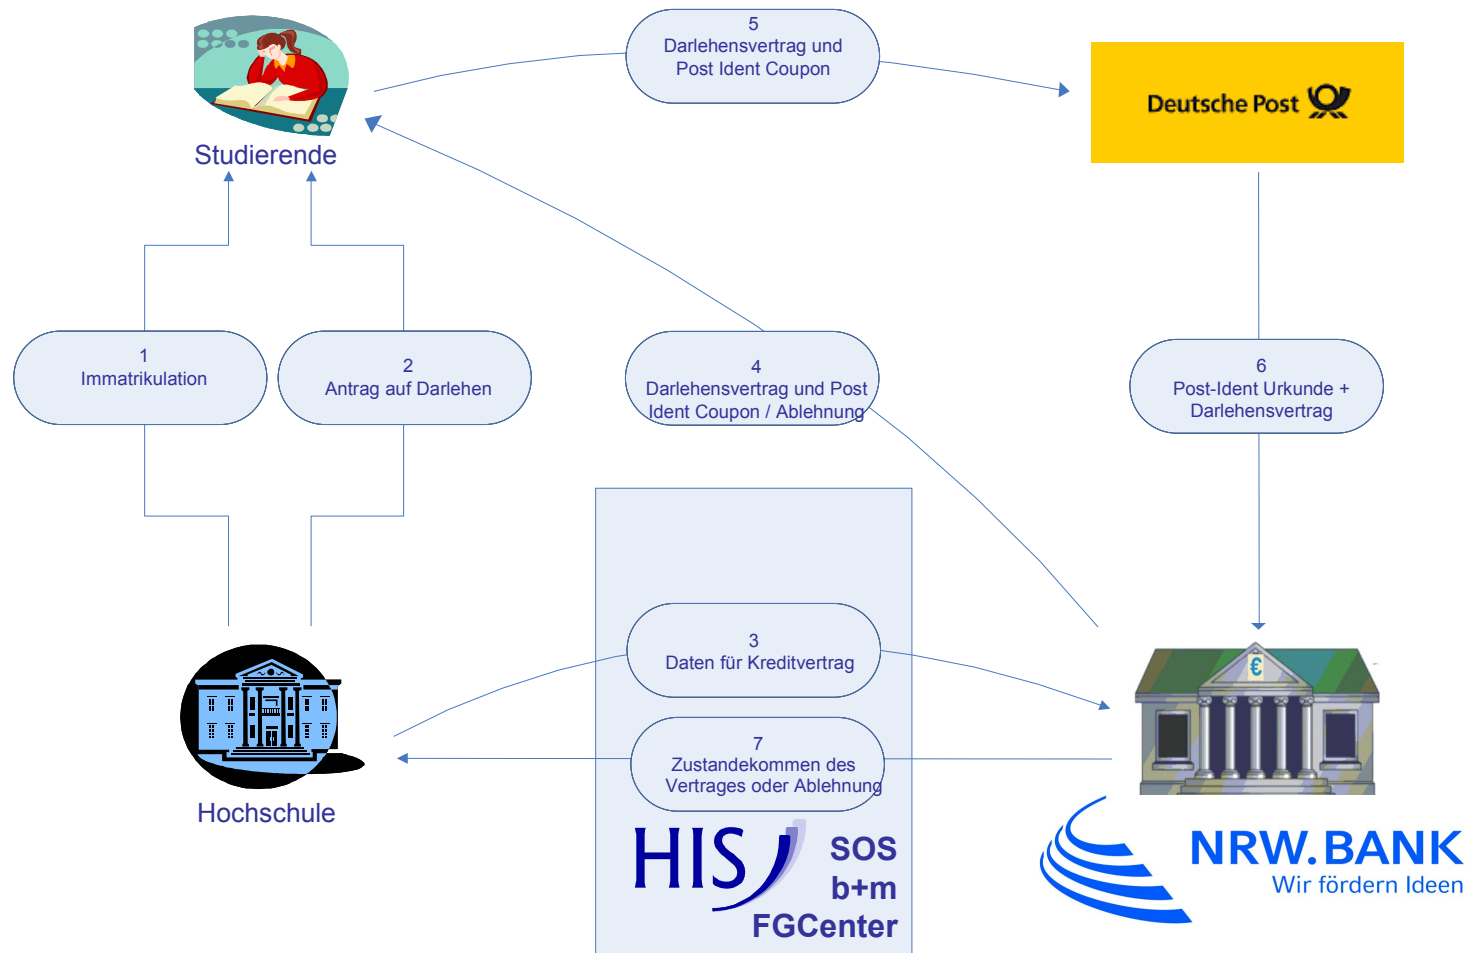 5
Darlehensvertrag und
Post Ident Coupon
Deutsche Post
Studierende
1
Immatrikulation
2
Antrag auf Darlehen
4
Darlehensvertrag und Post
Ident Coupon / Ablehnung
6
Post-Ident Urkunde +
Darlehensvertrag
3
Daten für Kreditvertrag
€
7
Zustandekommen des
Vertrages oder Ablehnung
Hochschule
HIS
SOS
b+m
FGCenter
NRW.BANK
Wir fördern Ideen